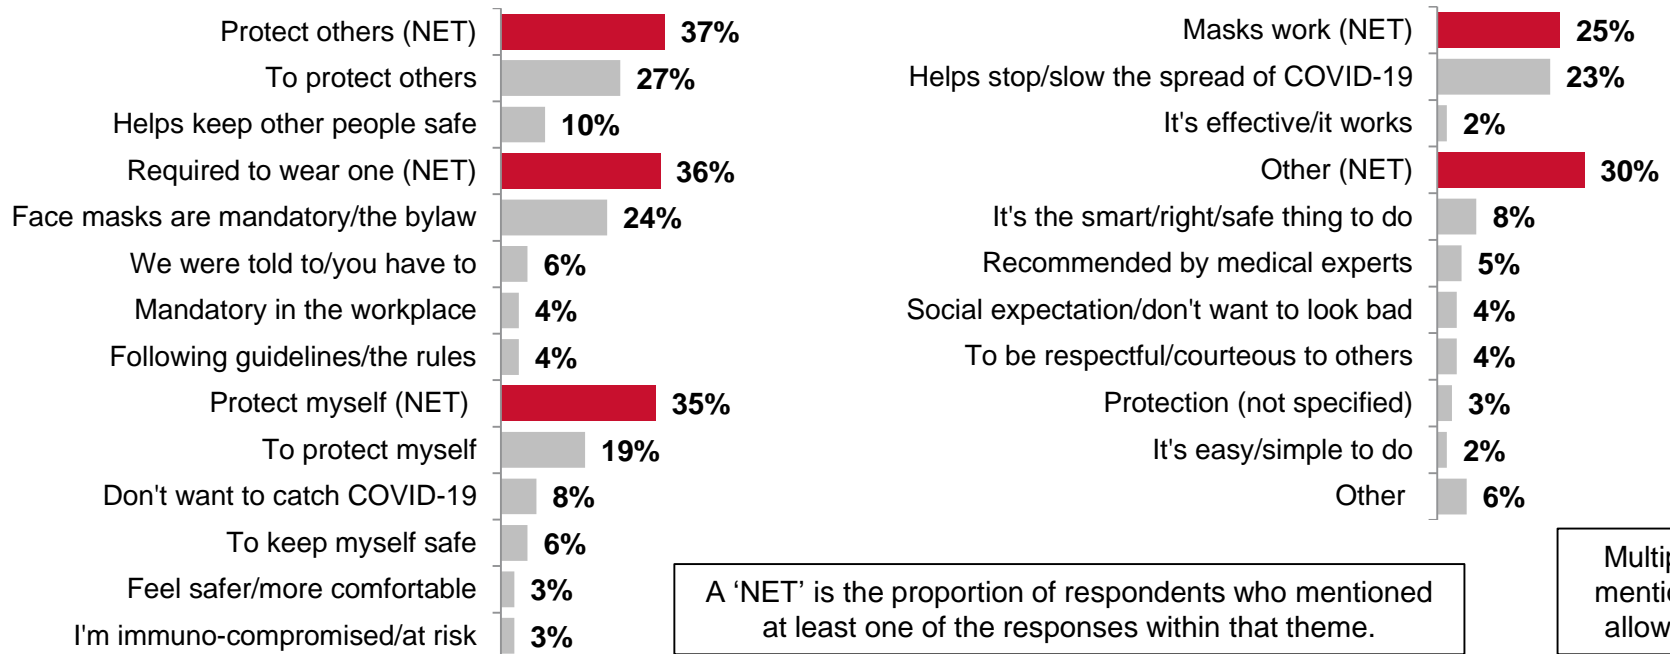 Protect others (NET) 37%
To protect others 27%
Helps keep other people safe 10%
Required to wear one (NET) 36%
Face masks are mandatory/the bylaw 24%
We were told to/you have to 6%
Mandatory in the workplace 4%
Following guidelines/the rules 4%
Protect myself (NET) 35%
To protect myself 19%
Don't want to catch COVID-19 8%
To keep myself safe 6%
Feel safer/more comfortable 3%
I'm immuno-compromised/at risk 3%
Masks work (NET) 25%
Helps stop/slow the spread of COVID-19 23%
It's effective/it works 2%
Other (NET) 30%
It's the smart/right/safe thing to do 8%
Recommended by medical experts 5%
Social expectation/don't want to look bad 4%
To be respectful/courteous to others 4%
Protection (not specified) 3%
It's easy/simple to do 2%
Other 6%
A ‘NET’ is the proportion of respondents who mentioned
at least one of the responses within that theme.